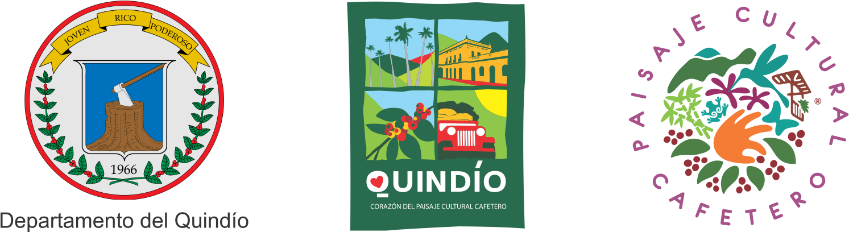 JOVEN RICO PODEROSO
1966
Departamento del Quindío
QUINDÍO
CORAZÓN DEL PAISAJE CULTURAL CAFETERO
PAISAJE CULTURAL
CAFETERO
®